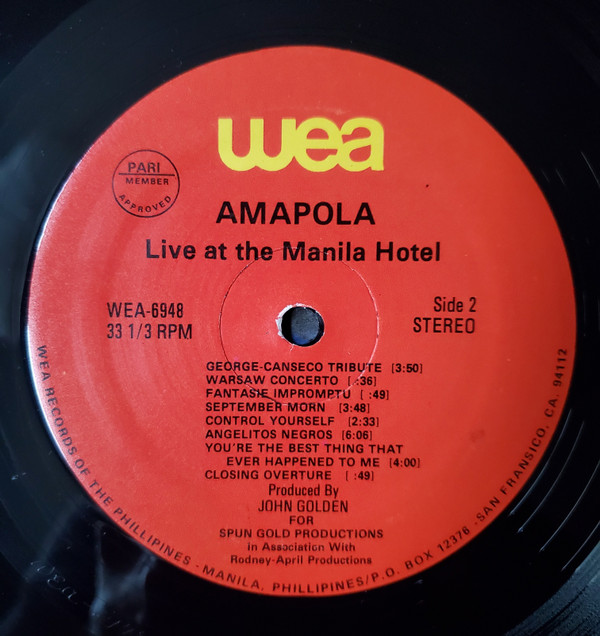 wea
PARI
MEMBER
APPROVED
AMAPOLA
Live at the Manila Hotel
WEA-6948
33 1/3 RPM
Side 2
STEREO
GEORGE-CANSECO TRIBUTE [3:50]
WARSAW CONCERTO [ :36]
FANTASIE IMPROMPTU [ :49]
SEPTEMBER MORN [3:48]
CONTROL YOURSELF [2:33]
ANGELITOS NEGROS [6:06]
YOU'RE THE BEST THING THAT
EVER HAPPENED TO ME [4:00]
CLOSING OVERTURE [ :49]
Produced By
JOHN GOLDEN
FOR
SPUN GOLD PRODUCTIONS
in Association With
Rodney-April Productions
WEA RECORDS OF THE PHILLIPINES - MANILA, PHILLIPINES/P.O. BOX 12376 - SAN FRANSICO, CA. 94112